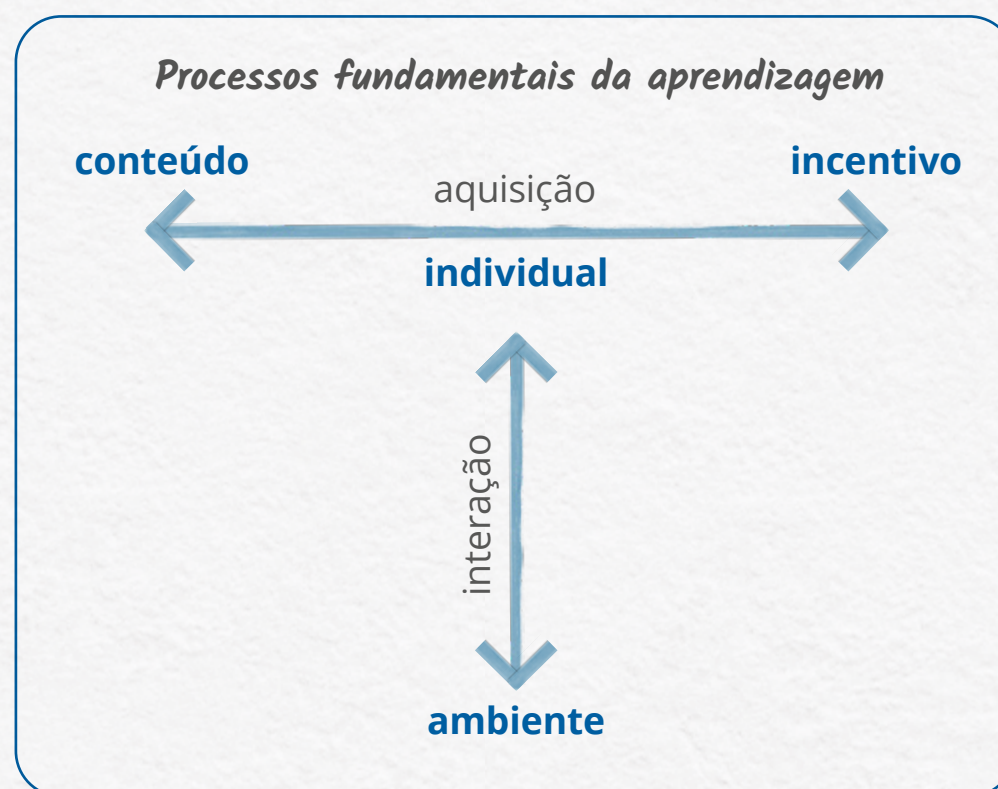 Processos fundamentais da aprendizagem
conteúdo
incentivo
aquisição
individual
interação
ambiente